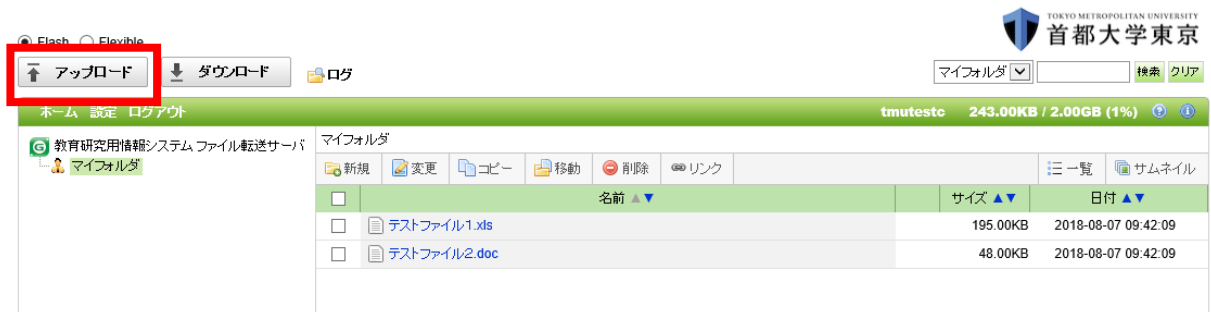 TOKYO METROPOLITAN UNIVERSITY
首都大学東京
Flash Flexible
アップロード ダウンロード ログ マイフォルダ 検索 クリア
ホーム 設定 ログアウト tmutestc 243.00KB / 2.00GB (1%)
教育研究用情報システム ファイル転送サーバ マイフォルダ
マイフォルダ
新規 変更 コピー 移動 削除 リンク 一覧 サムネイル
名前 ▲▼ サイズ ▲▼ 日付 ▲▼
テストファイル1.xls 195.00KB 2018-08-07 09:42:09
テストファイル2.doc 48.00KB 2018-08-07 09:42:09